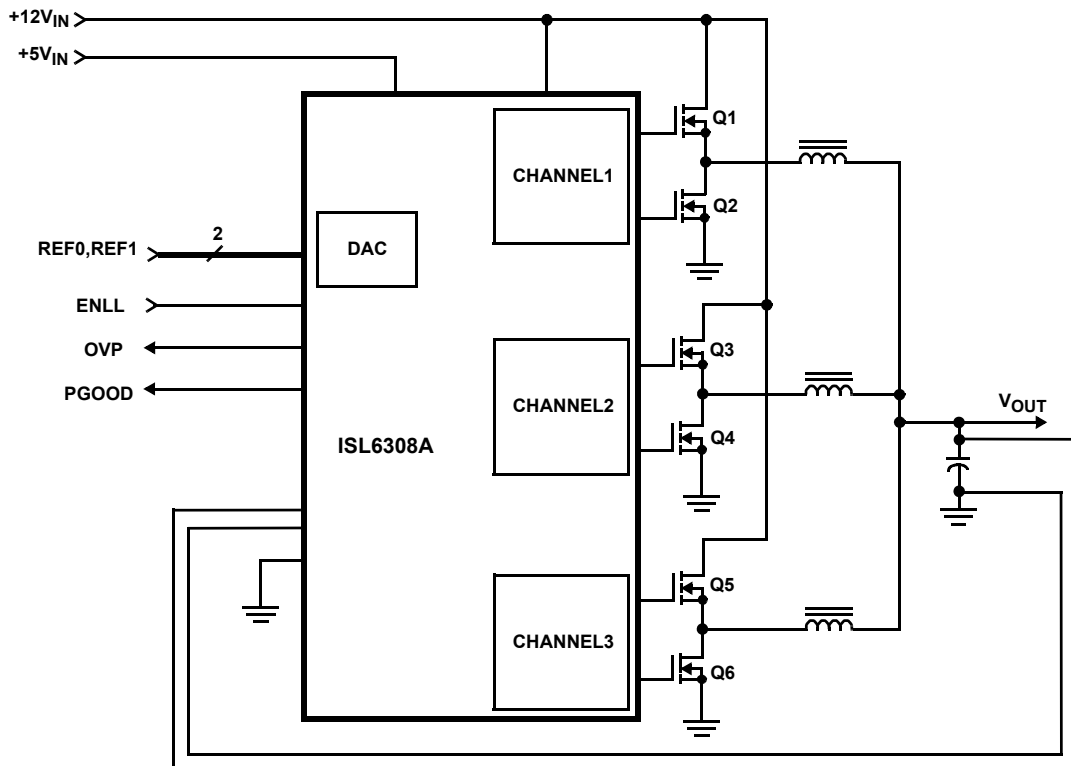 +12VIN
+5VIN
Q1
CHANNEL1
Q2
2
REF0,REF1
DAC
ENLL
Q3
OVP
PGOOD
CHANNEL2
VOUT
Q4
ISL6308A
Q5
CHANNEL3
Q6